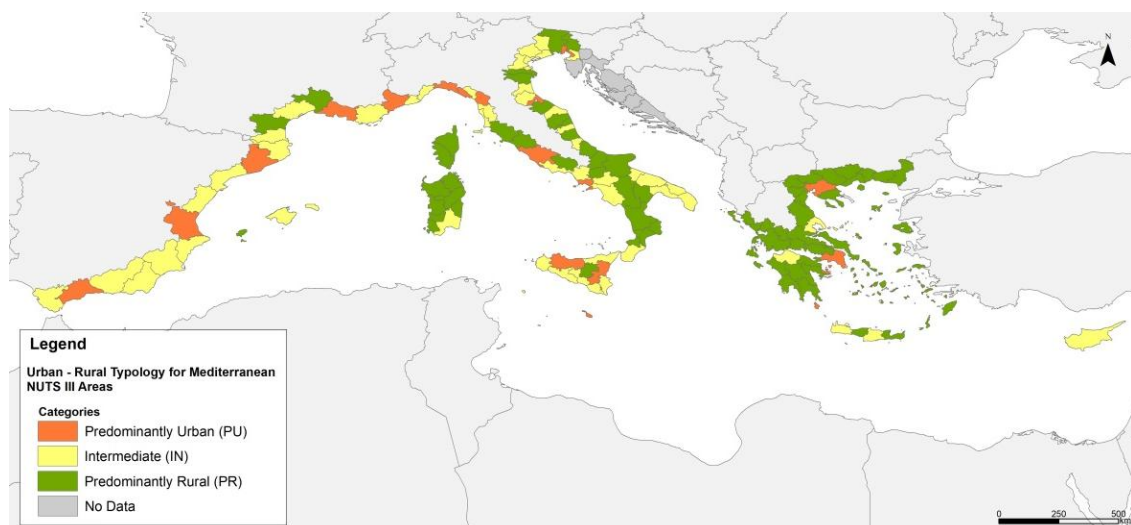 N
Legend
Urban - Rural Typology for Mediterranean
NUTS III Areas
Categories
Predominantly Urban (PU)
Intermediate (IN)
Predominantly Rural (PR)
No Data
0 250 500